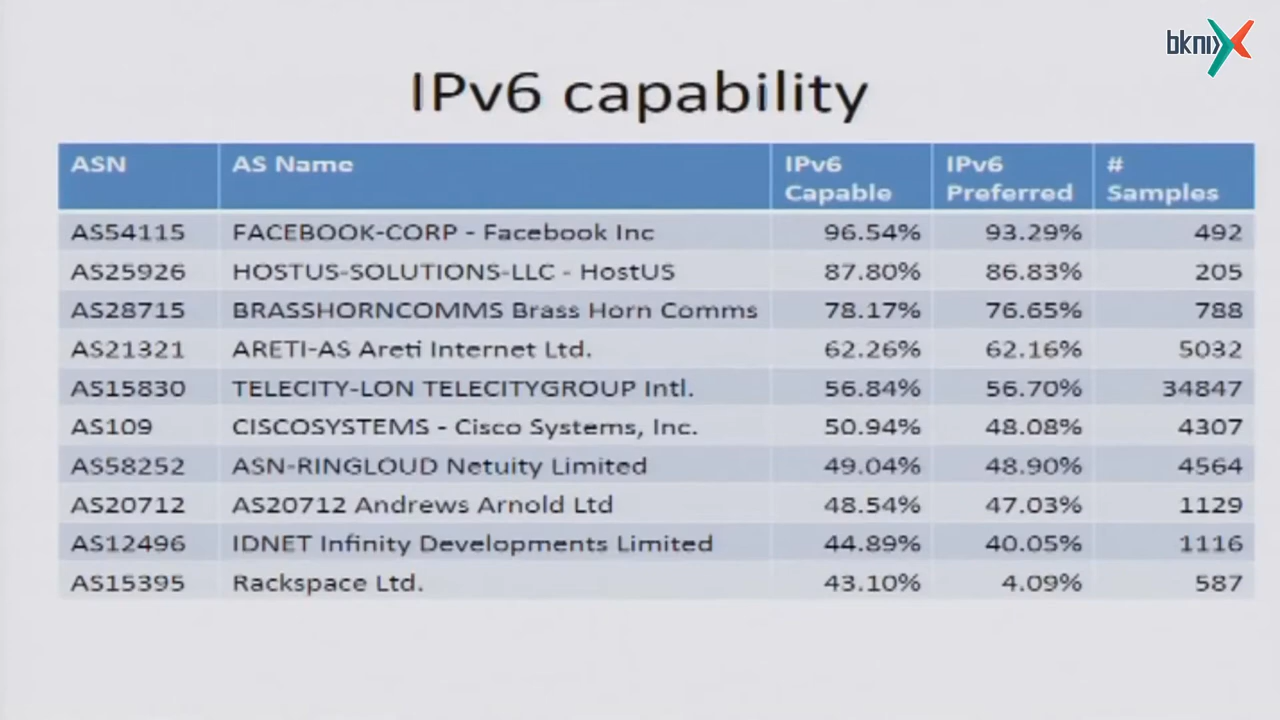 bknix
IPv6 capability
ASN AS Name IPv6 Capable IPv6 Preferred # Samples
AS54115 FACEBOOK-CORP - Facebook Inc 96.54% 93.29% 492
AS25926 HOSTUS-SOLUTIONS-LLC - HostUS 87.80% 86.83% 205
AS28715 BRASSHORNCOMMS Brass Horn Comms 78.17% 76.65% 788
AS21321 ARETI-AS Areti Internet Ltd. 62.26% 62.16% 5032
AS15830 TELECITY-LON TELECITYGROUP Intl. 56.84% 56.70% 34847
AS109 CISCOSYSTEMS - Cisco Systems, Inc. 50.94% 48.08% 4307
AS58252 ASN-RINGLOUD Netuity Limited 49.04% 48.90% 4564
AS20712 AS20712 Andrews Arnold Ltd 48.54% 47.03% 1129
AS12496 IDNET Infinity Developments Limited 44.89% 40.05% 1116
AS15395 Rackspace Ltd. 43.10% 4.09% 587